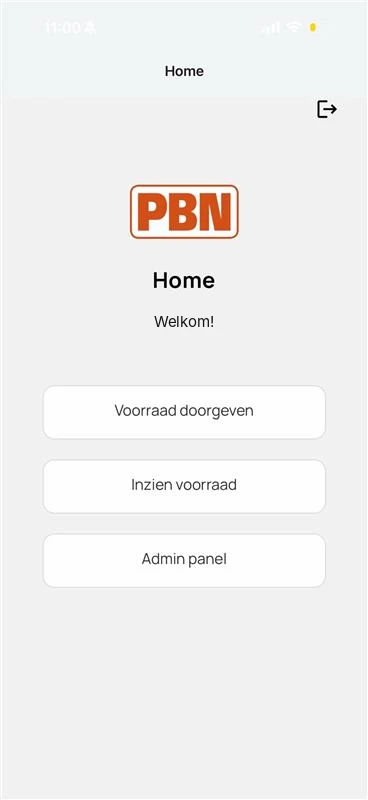 11:00
Home
PBN
Home
Welkom!
Voorraad doorgeven
Inzien voorraad
Admin panel